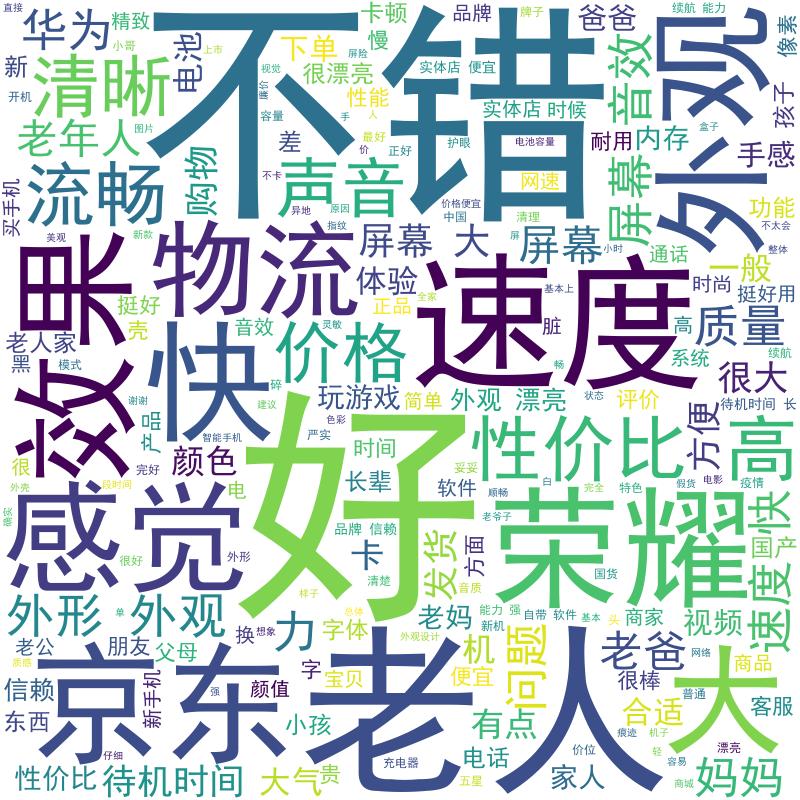 直接
华为
精致
小哥
新
开机
清晰
老年人
图片
上市
电池
不错
卡顿
慢
品牌
牌子
爸爸
续航 能力
像素
外观
音效
孩子
下单
屏险
很漂亮
视觉
廉价
性能
容量
手
人
差
最好
价
正好
实体店 便宜
实体店 时候
护眼
电池容量
耐用
内存
盒子
手感
网速
屏幕
功能
不太会
整体
购物
流畅
声音
不卡
异地
原因
指纹
价格便宜
中国
清理
屏
买手机
美观
新款
效果
物流
屏幕 大
屏幕
小时
通话
一般
时尚
挺好用
体验
正品
全家
基本上
速度
脏
高
质量
续航
系统
挺好
壳
音效
灵敏
老人家
黑
模式
快
价格
畅
很大
碎
谢谢
建议
玩游戏
简单
外观 漂亮
状态
评价
待机时间 长
产品
智能手机
严实
色彩
好
性价比
方便
高
很
外壳
完好
颜色
时间
妥妥
白
完全
特色
假货
电影
疫情
段时间
电
长辈
软件
顺畅
老爷子
确实
感觉
品牌 信赖
荣耀
快
国产
很好
外形
卡
发货
方面
清楚
音质
国货
速度
样子
外形
单
外观
力
总体
字体
老妈
能力 强
新机
自带 软件
基本
头
商家
视频
老公
朋友
父母
换
想象
外观设计
机
问题
老爸
网络
商品
质感
信赖
京东
新手机
强
颜值
字
宝贝
老人
便宜
很棒
大
普通
客服
东西
小孩
有点
合适
痕迹
机子
轻
漂亮
仔细
充电器
电话
价位
容易
性价比
待机时间
大气
贵
五星
家人
商城
妈妈